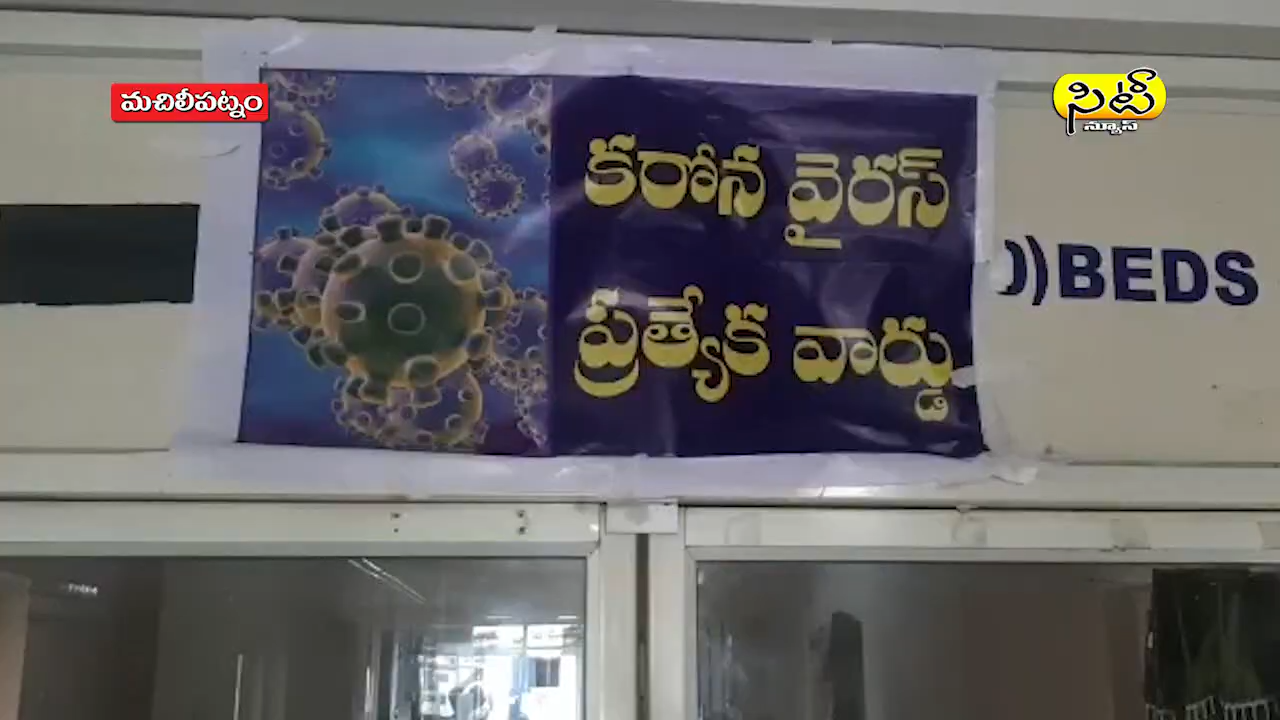 మచిలీపట్నం
సిటీ
న్యూస్
కరోన వైరస్
ప్రత్యేక వార్డు
)) BEDS